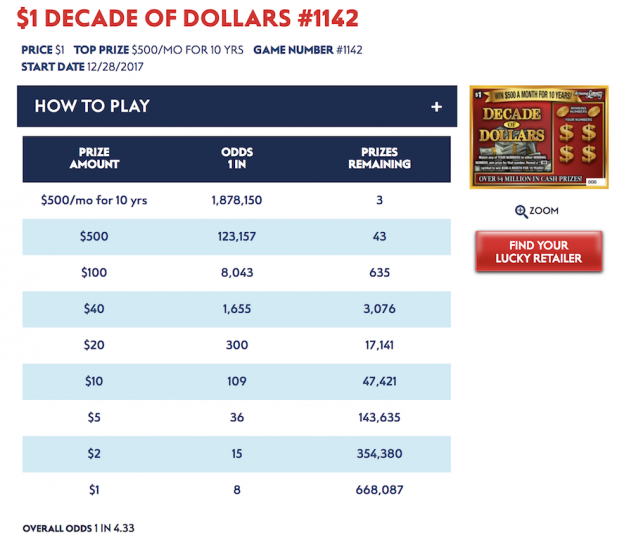 $1 DECADE OF DOLLARS #1142
PRICE $1 TOP PRIZE $500/MO FOR 10 YRS GAME NUMBER #1142
START DATE 12/28/2017
HOW TO PLAY +
PRIZE AMOUNT ODDS 1 IN PRIZES REMAINING
$500/mo for 10 yrs 1,878,150 3
$500 123,157 43
$100 8,043 635
$40 1,655 3,076
$20 300 17,141
$10 109 47,421
$5 36 143,635
$2 15 354,380
$1 8 668,087
OVERALL ODDS 1 IN 4.33
$1 WIN $500 A MONTH FOR 10 YEARS!
DECADE
OF
DOLLARS
WINNING NUMBERS
YOUR NUMBERS
$ $
$ $
OVER $4 MILLION IN CASH PRIZES!
ZOOM
FIND YOUR
LUCKY RETAILER